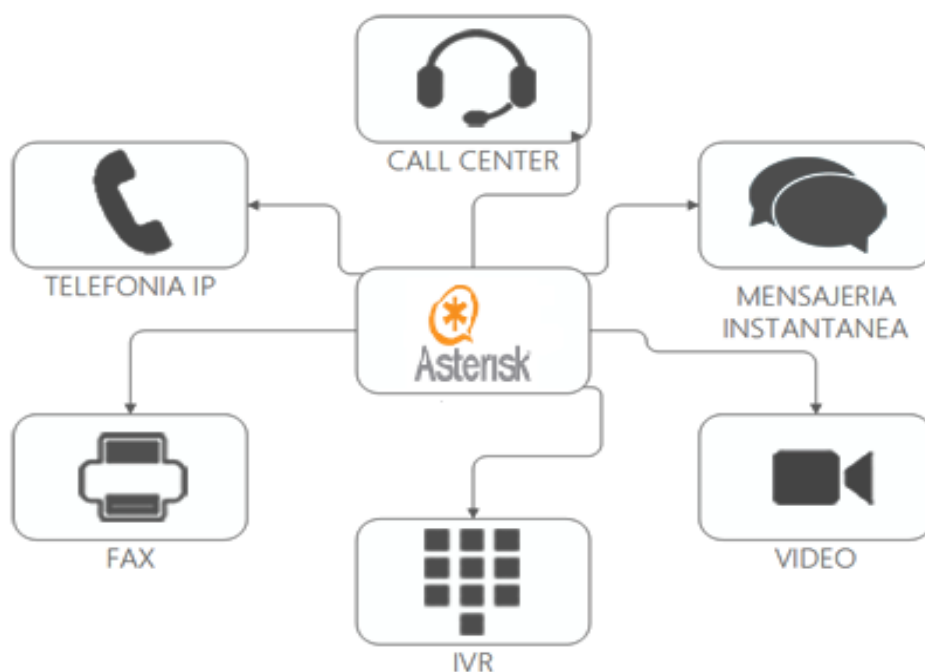 CALL CENTER
TELEFONIA IP
MENSAJERIA
INSTANTANEA
Asterisk
FAX
VIDEO
IVR